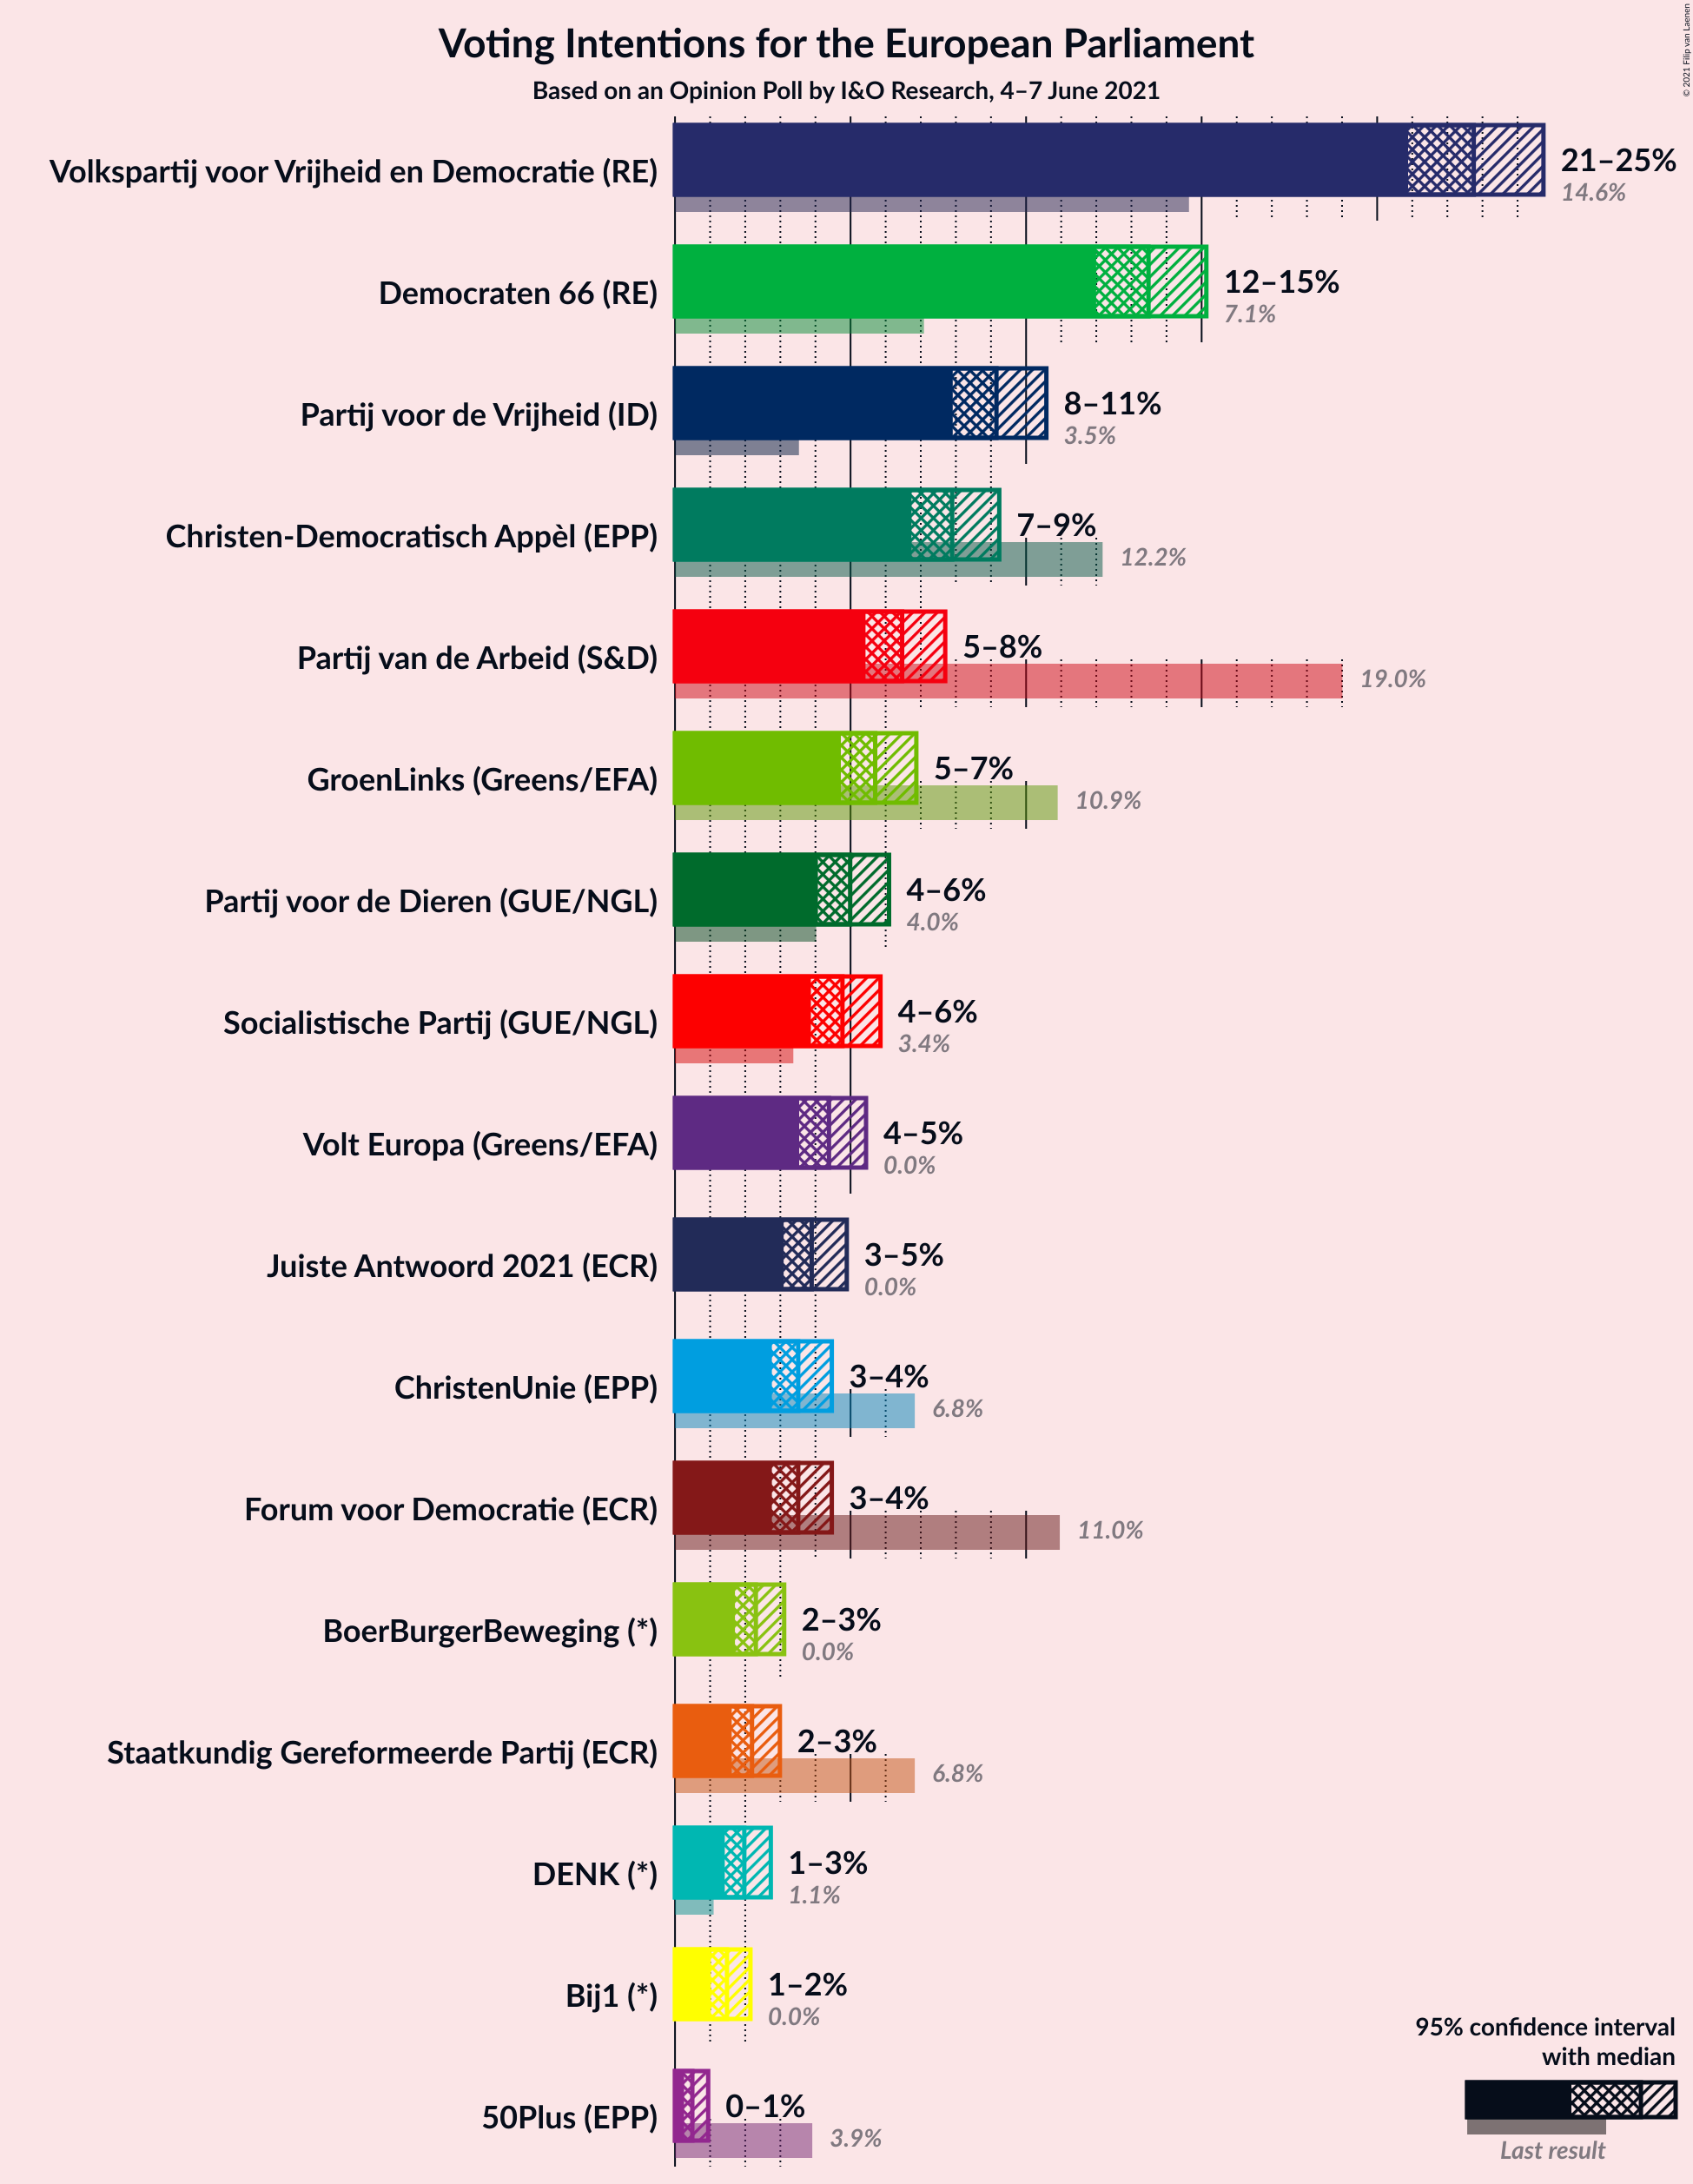 Voting Intentions for the European Parliament
Based on an Opinion Poll by I&O Research, 4–7 June 2021
© 2021 Filip van Laenen
Volkspartij voor Vrijheid en Democratie (RE)
21–25%
14.6%
Democraten 66 (RE)
12–15%
7.1%
Partij voor de Vrijheid (ID)
8–11%
3.5%
Christen-Democratisch Appèl (EPP)
7–9%
12.2%
Partij van de Arbeid (S&D)
5–8%
19.0%
GroenLinks (Greens/EFA)
5–7%
10.9%
Partij voor de Dieren (GUE/NGL)
4–6%
4.0%
Socialistische Partij (GUE/NGL)
4–6%
3.4%
Volt Europa (Greens/EFA)
4–5%
0.0%
Juiste Antwoord 2021 (ECR)
3–5%
0.0%
ChristenUnie (EPP)
3–4%
6.8%
Forum voor Democratie (ECR)
3–4%
11.0%
BoerBurgerBeweging (*)
2–3%
0.0%
Staatkundig Gereformeerde Partij (ECR)
2–3%
6.8%
DENK (*)
1–3%
1.1%
Bij1 (*)
1–2%
0.0%
50Plus (EPP)
0–1%
3.9%
95% confidence interval
with median
Last result